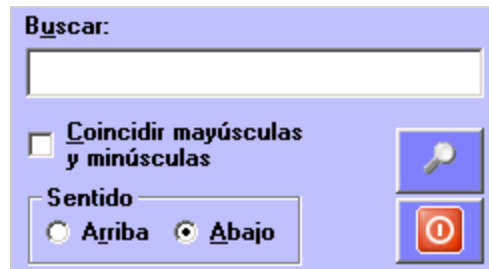 Buscar:
Coincidir mayúsculas
y minúsculas
Sentido
Arriba Abajo